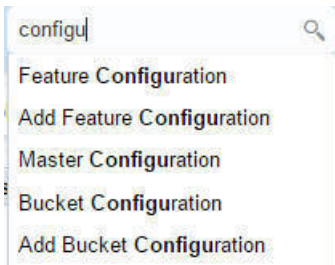 configu
Feature Configuration
Add Feature Configuration
Master Configuration
Bucket Configuration
Add Bucket Configuration